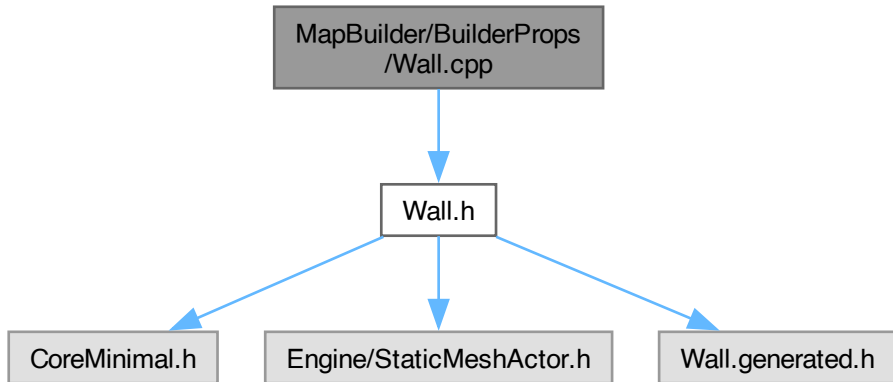 MapBuilder/BuilderProps
/Wall.cpp
Wall.h
CoreMinimal.h
Engine/StaticMeshActor.h
Wall.generated.h